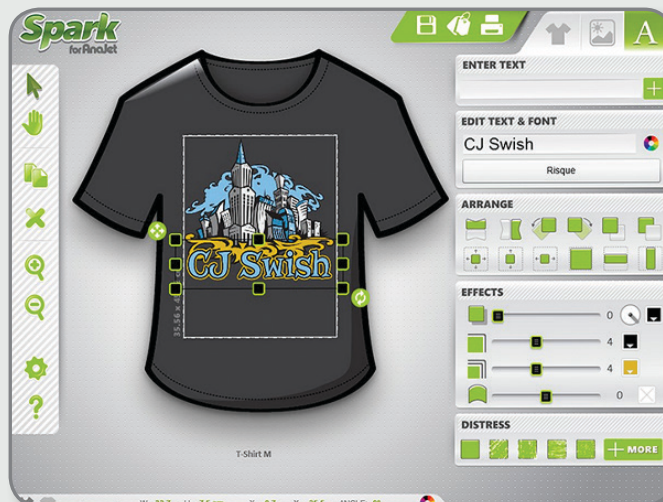 Spark
for AnaJet
A
ENTER TEXT
EDIT TEXT & FONT
CJ Swish
Risque
ARRANGE
CJ Swish
EFFECTS
0
4
4
0
DISTRESS
+ MORE
?
T-Shirt M